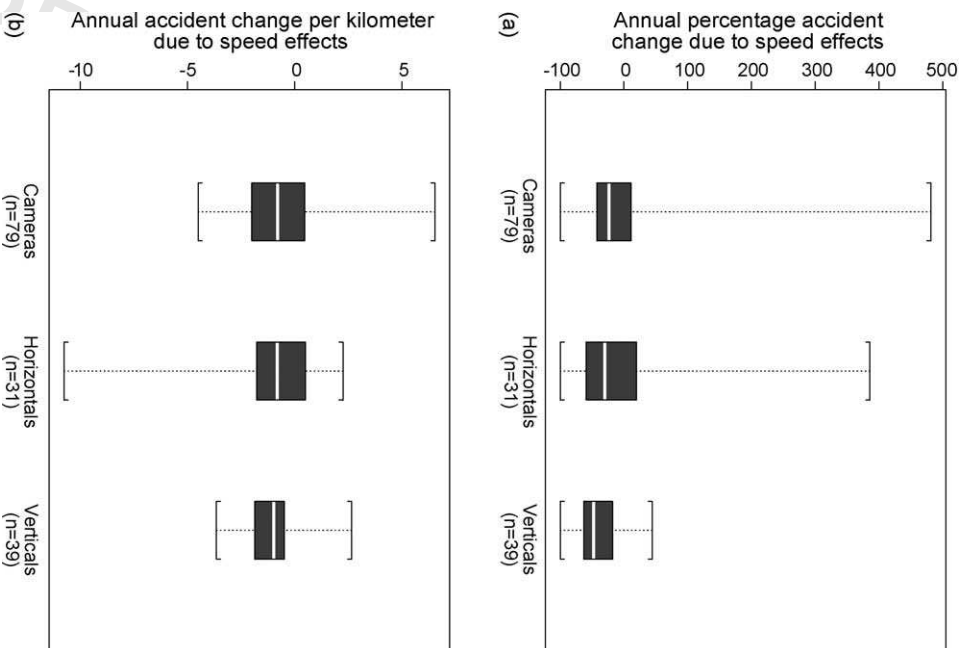 (a)
Annual percentage accident
change due to speed effects
-100 0 100 200 300 400 500
Cameras
(n=79)
Horizontals
(n=31)
Verticals
(n=39)
(b)
Annual accident change per kilometer
due to speed effects
-10 -5 0 5
Cameras
(n=79)
Horizontals
(n=31)
Verticals
(n=39)